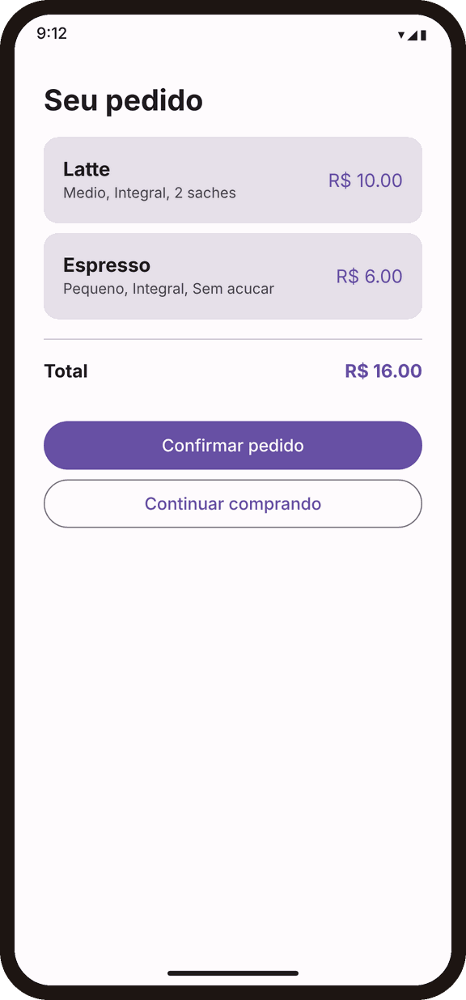 9:12
Seu pedido
Latte
Medio, Integral, 2 saches
R$ 10.00
Espresso
Pequeno, Integral, Sem acucar
R$ 6.00
Total
R$ 16.00
Confirmar pedido
Continuar comprando